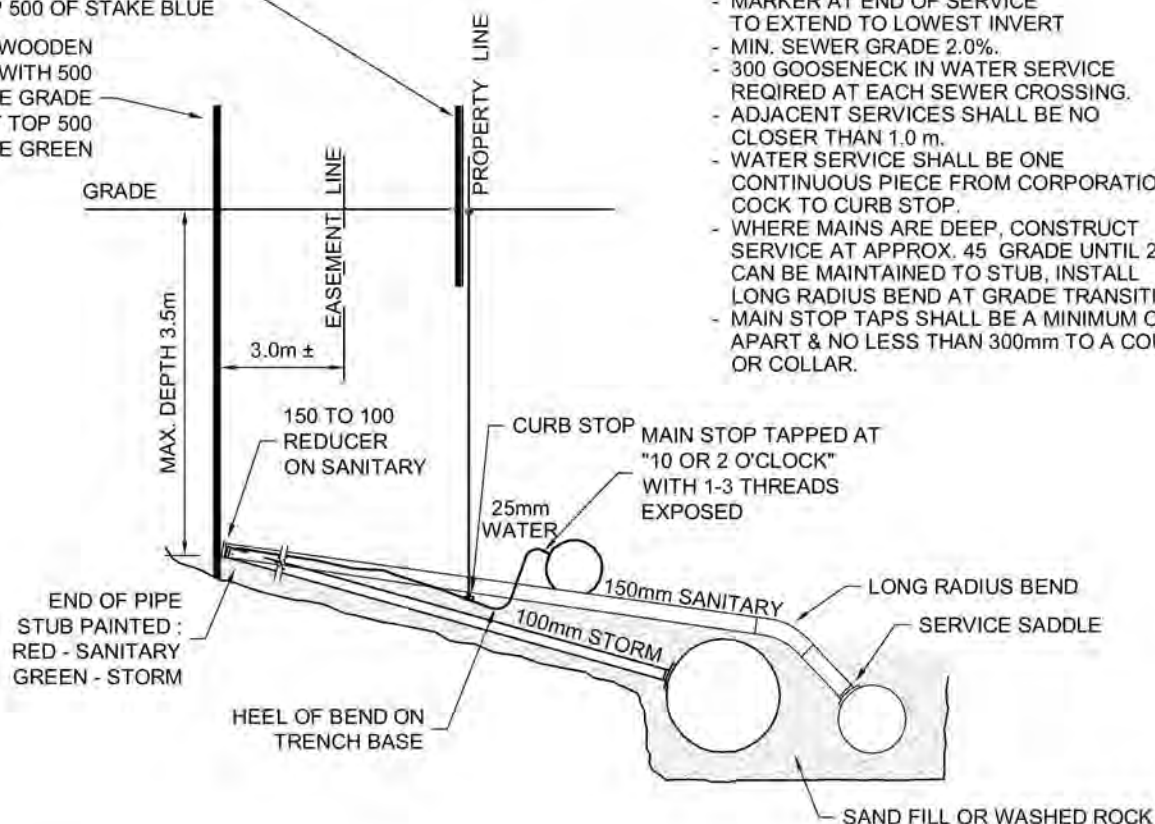 500 OF STAKE BLUE
WOODEN
WITH 500
GRADE
TOP 500
GREEN
GRADE
MAX. DEPTH 3.5m
3.0m ±
EASEMENT LINE
PROPERTY LINE
- MARKER AT END OF SERVICE
TO EXTEND TO LOWEST INVERT
- MIN. SEWER GRADE 2.0%.
- 300 GOOSENECK IN WATER SERVICE
REQIRED AT EACH SEWER CROSSING.
- ADJACENT SERVICES SHALL BE NO
CLOSER THAN 1.0 m.
- WATER SERVICE SHALL BE ONE
CONTINUOUS PIECE FROM CORPORATIO
COCK TO CURB STOP.
- WHERE MAINS ARE DEEP, CONSTRUCT
SERVICE AT APPROX. 45 GRADE UNTIL 2
CAN BE MAINTAINED TO STUB, INSTALL
LONG RADIUS BEND AT GRADE TRANSITI
- MAIN STOP TAPS SHALL BE A MINIMUM
APART & NO LESS THAN 300mm TO A COU
OR COLLAR.
150 TO 100
REDUCER
ON SANITARY
CURB STOP
MAIN STOP TAPPED AT
"10 OR 2 O'CLOCK"
WITH 1-3 THREADS
EXPOSED
25mm
WATER
150mm SANITARY
100mm STORM
LONG RADIUS BEND
SERVICE SADDLE
END OF PIPE
STUB PAINTED :
RED - SANITARY
GREEN - STORM
HEEL OF BEND ON
TRENCH BASE
SAND FILL OR WASHED ROCK